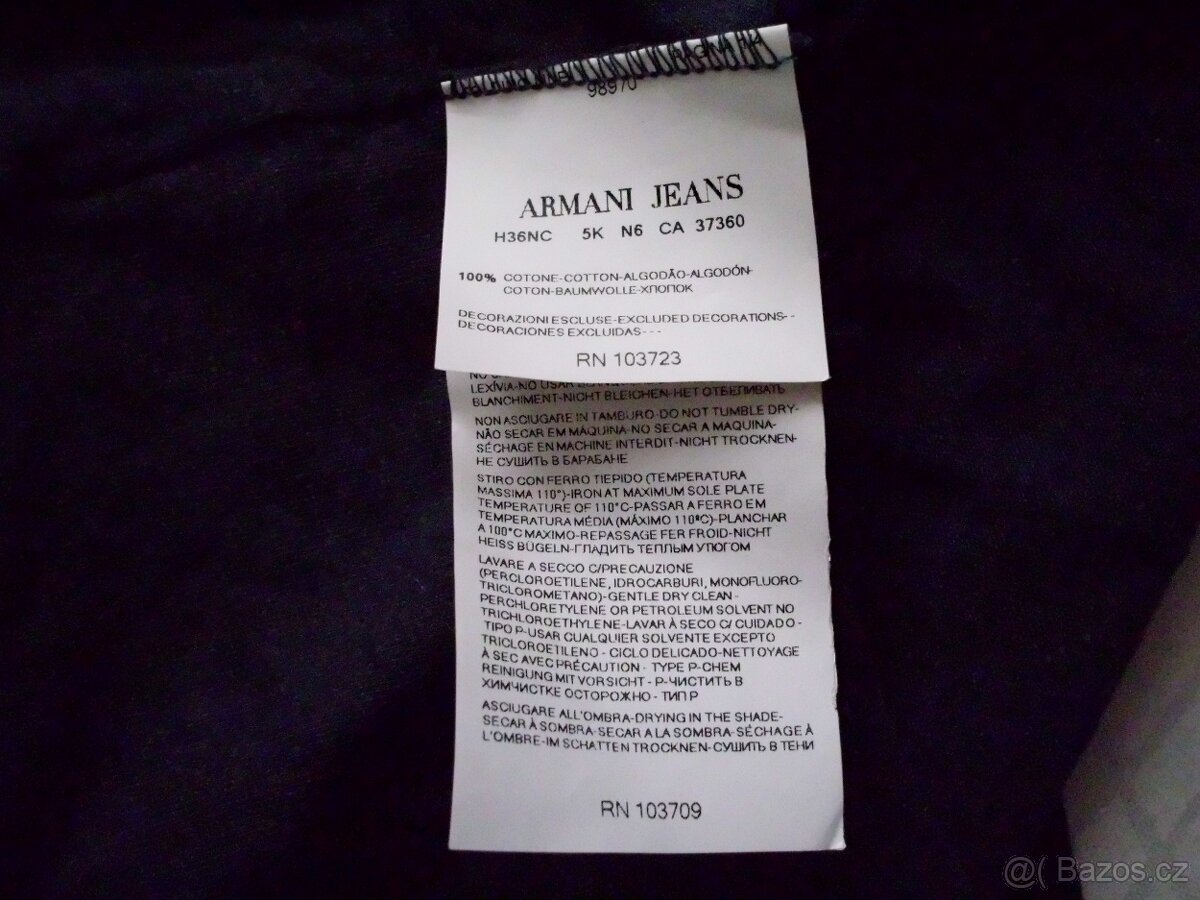 98970
ARMANI JEANS
H36NC 5K N6 CA 37360
100% COTONE-COTTON-ALGODÃO-ALGODÓN-
COTON-BAUMWOLLE-ХЛОПОК
DECORAZIONI ESCLUSE-EXCLUDED DECORATIONS--
DECORACIONES EXCLUIDAS---
RN 103723
LEXÍVIA-NO USAR
BLANCHIMENT-NICHT BLEICHEN-НЕТ ОТБЕЛИВАТЬ
NON ASCIUGARE IN TAMBURO-DO NOT TUMBLE DRY-
NÃO SECAR EM MÁQUINA-NO SECAR A MAQUINA-
SÉCHAGE EN MACHINE INTERDIT-NICHT TROCKNEN-
НЕ СУШИТЬ В БАРАБАНЕ
STIRO CON FERRO TIEPIDO (TEMPERATURA
MASSIMA 110°)-IRON AT MAXIMUM SOLE PLATE
TEMPERATURE OF 110°C-PASSAR A FERRO EM
TEMPERATURA MÉDIA (MÁXIMO 110ºC)-PLANCHAR
A 100°C MAXIMO-REPASSAGE FER FROID-NICHT
HEISS BÜGELN-ГЛАДИТЬ ТЕПЛЫМ УТЮГОМ
LAVARE A SECCO C/PRECAUZIONE
(PERCLOROETILENE, IDROCARBURI, MONOFLUORO-
TRICLOROMETANO)-GENTLE DRY CLEAN -
PERCHLORETYLENE OR PETROLEUM SOLVENT NO
TRICHLOROETHYLENE-LAVAR À SECO C/ CUIDADO -
TIPO P-USAR CUALQUIER SOLVENTE EXCEPTO
TRICLOROETILENO - CICLO DELICADO-NETTOYAGE
À SEC AVEC PRÉCAUTION - TYPE P-CHEM
REINIGUNG MIT VORSICHT - P-ЧИСТИТЬ В
ХИМЧИСТКЕ ОСТОРОЖНО - ТИП P
ASCIUGARE ALL'OMBRA-DRYING IN THE SHADE-
SECAR À SOMBRA-SECAR A LA SOMBRA-SÉCHAGE À
L'OMBRE-IM SCHATTEN TROCKNEN-СУШИТЬ В ТЕНИ
RN 103709
@( Bazos.cz